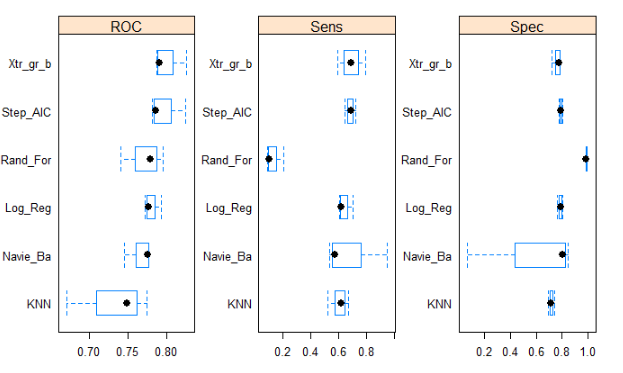 ROC Sens Spec
Xtr_gr_b Xtr_gr_b Xtr_gr_b
Step_AIC Step_AIC Step_AIC
Rand_For Rand_For Rand_For
Log_Reg Log_Reg Log_Reg
Navie_Ba Navie_Ba Navie_Ba
KNN KNN KNN
0.70 0.75 0.80 0.2 0.4 0.6 0.8 0.2 0.4 0.6 0.8 1.0